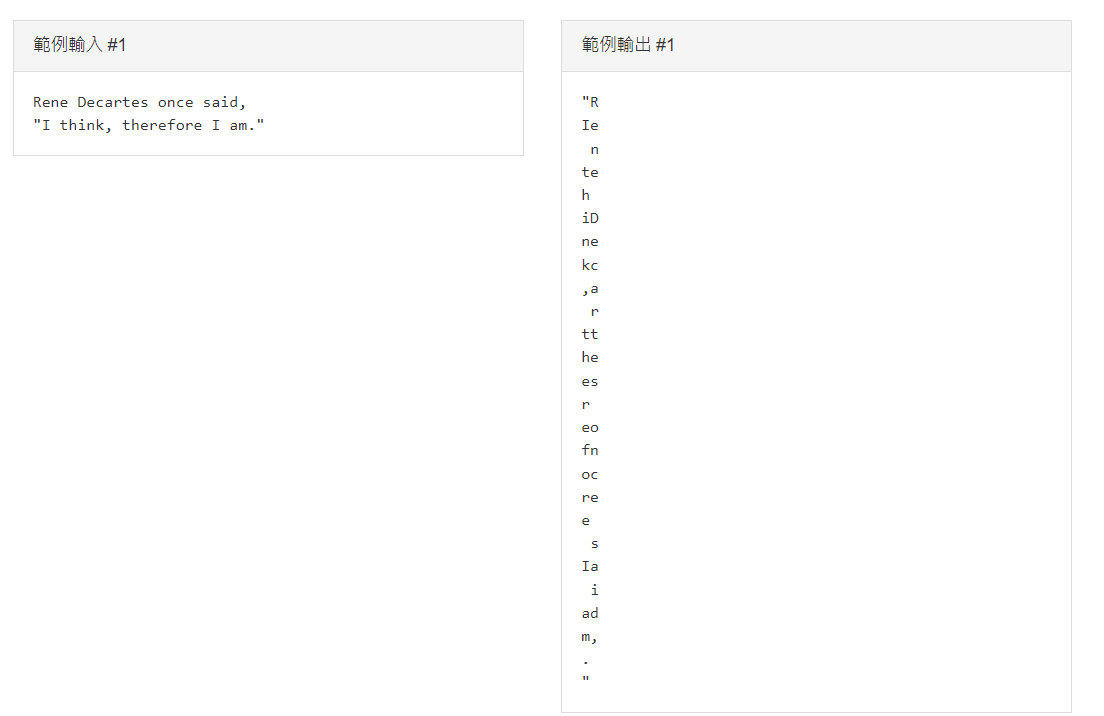 範例輸入 #1
Rene Decartes once said,
"I think, therefore I am."
範例輸出 #1
"R
Ie
 n
te
h
iD
ne
kc
,a
 r
tt
he
es
r
eo
fn
oc
re
e
 s
Ia
 i
ad
m,
.
"